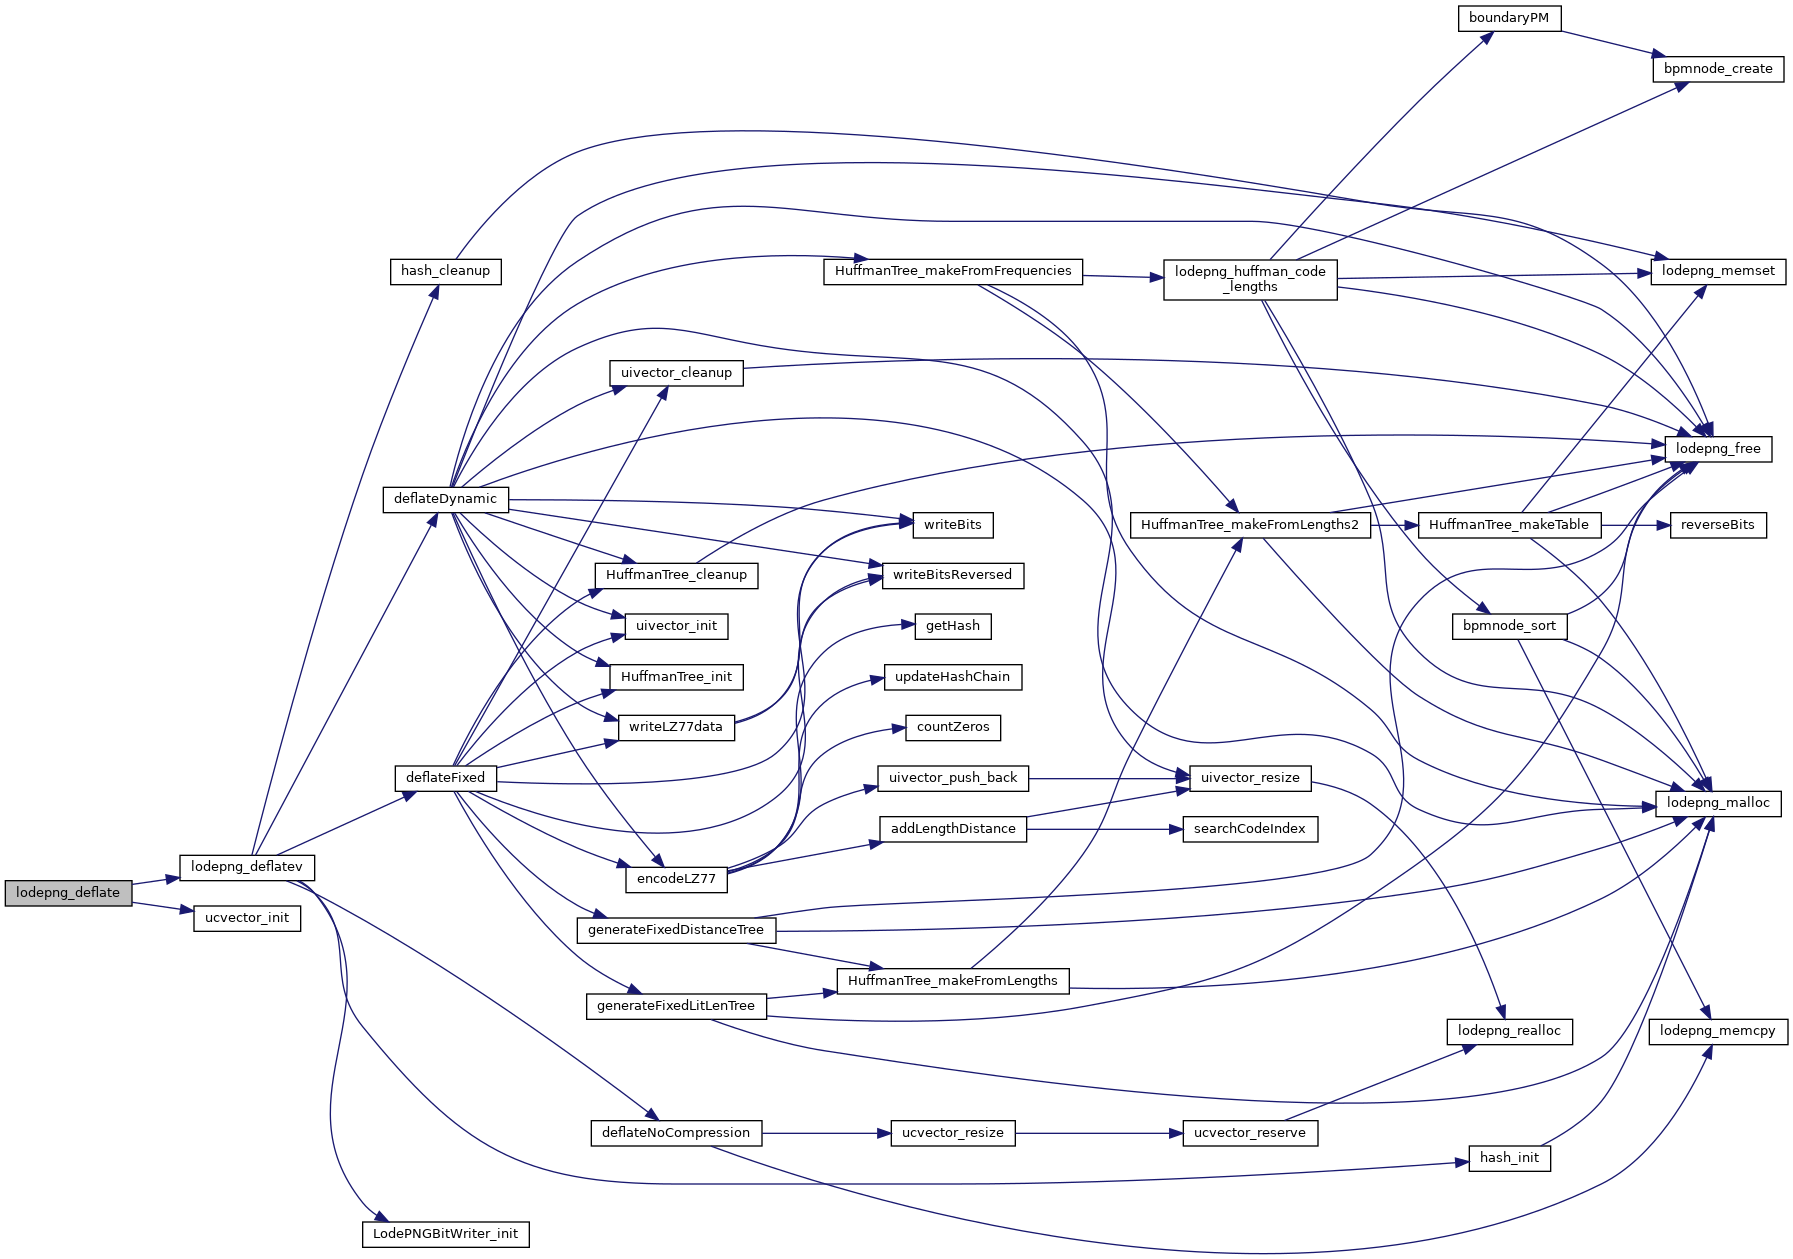 boundaryPM
bpmnode_create
hash_cleanup
HuffmanTree_makeFromFrequencies
lodepng_huffman_code
_lengths
lodepng_memset
uivector_cleanup
lodepng_free
deflateDynamic
writeBits
HuffmanTree_makeFromLengths2
HuffmanTree_makeTable
reverseBits
HuffmanTree_cleanup
writeBitsReversed
uivector_init
getHash
bpmnode_sort
HuffmanTree_init
updateHashChain
writeLZ77data
countZeros
deflateFixed
uivector_push_back
uivector_resize
lodepng_malloc
addLengthDistance
searchCodeIndex
lodepng_deflatev
encodeLZ77
lodepng_deflate
ucvector_init
generateFixedDistanceTree
HuffmanTree_makeFromLengths
generateFixedLitLenTree
lodepng_realloc
lodepng_memcpy
deflateNoCompression
ucvector_resize
ucvector_reserve
hash_init
LodePNGBitWriter_init